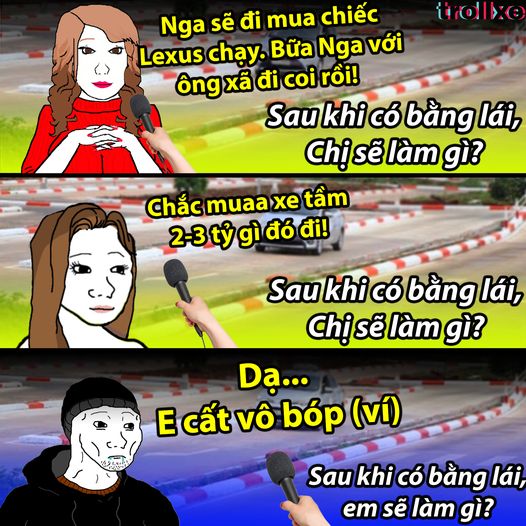 trollxe
Nga sẽ đi mua chiếc
Lexus chạy. Bữa Nga với
ông xã đi coi rồi!
Sau khi có bằng lái,
Chị sẽ làm gì?
Chắc muaa xe tầm
2-3 tỷ gì đó đi!
Sau khi có bằng lái,
Chị sẽ làm gì?
Dạ...
E cất vô bóp (ví)
Sau khi có bằng lái,
em sẽ làm gì?